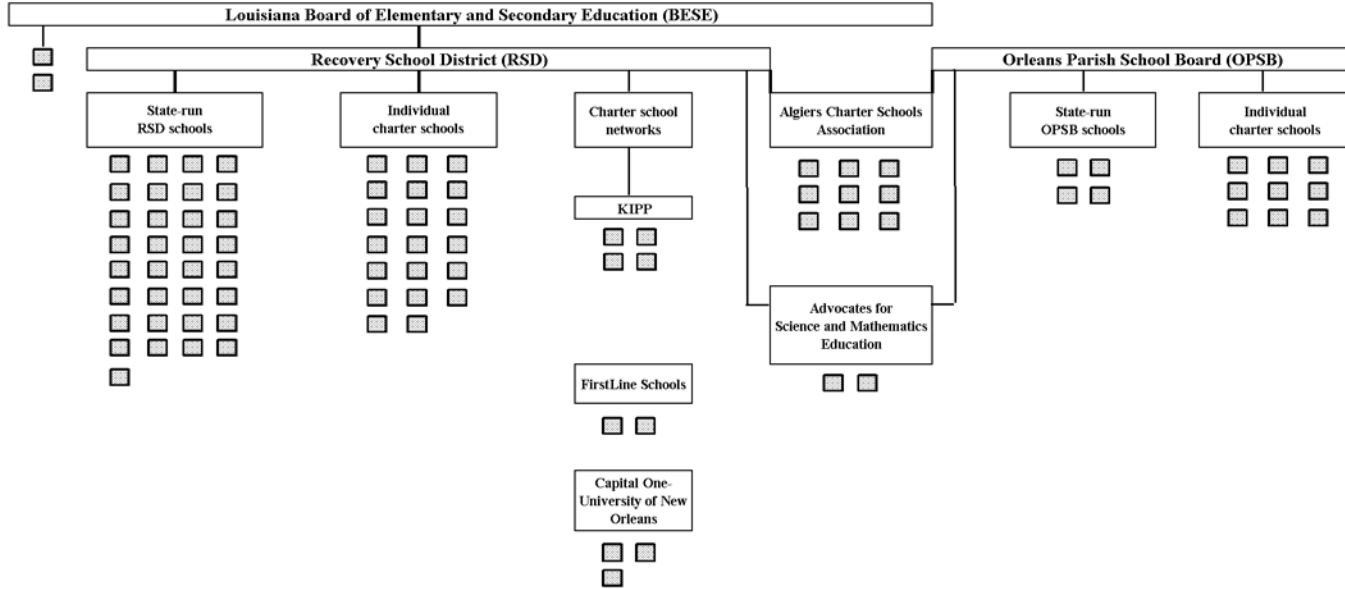 Louisiana Board of Elementary and Secondary Education (BESE)
Recovery School District (RSD)
Orleans Parish School Board (OPSB)
State-run
RSD schools
Individual
charter schools
Charter school
networks
Algiers Charter Schools
Association
State-run
OPSB schools
Individual
charter schools
KIPP
Advocates for
Science and Mathematics
Education
FirstLine Schools
Capital One-
University of New
Orleans